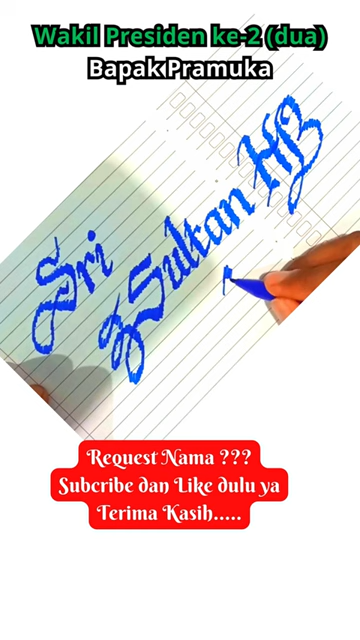 Wakil Presiden ke-2 (dua)
Bapak Pramuka
Sri
Sultan HB
Request Nama ???
Subcribe dan Like dulu ya
Terima Kasih.....